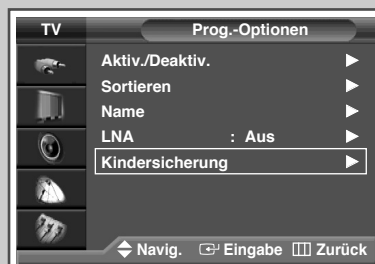 TV Prog.-Optionen
Aktiv./Deaktiv.
Sortieren
Name
LNA : Aus
Kindersicherung
Navig. Eingabe Zurück